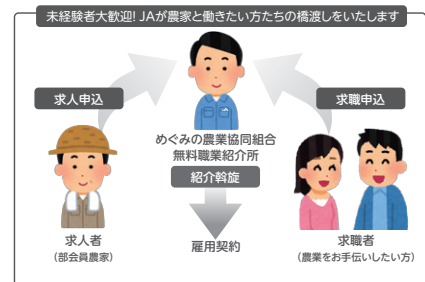 未経験者大歓迎! JAが農家と働きたい方たちの橋渡しをいたします
求人申込
求職申込
めぐみの農業協同組合
無料職業紹介所
紹介斡旋
求人者
（部会員農家）
雇用契約
求職者
（農業をお手伝いしたい方）